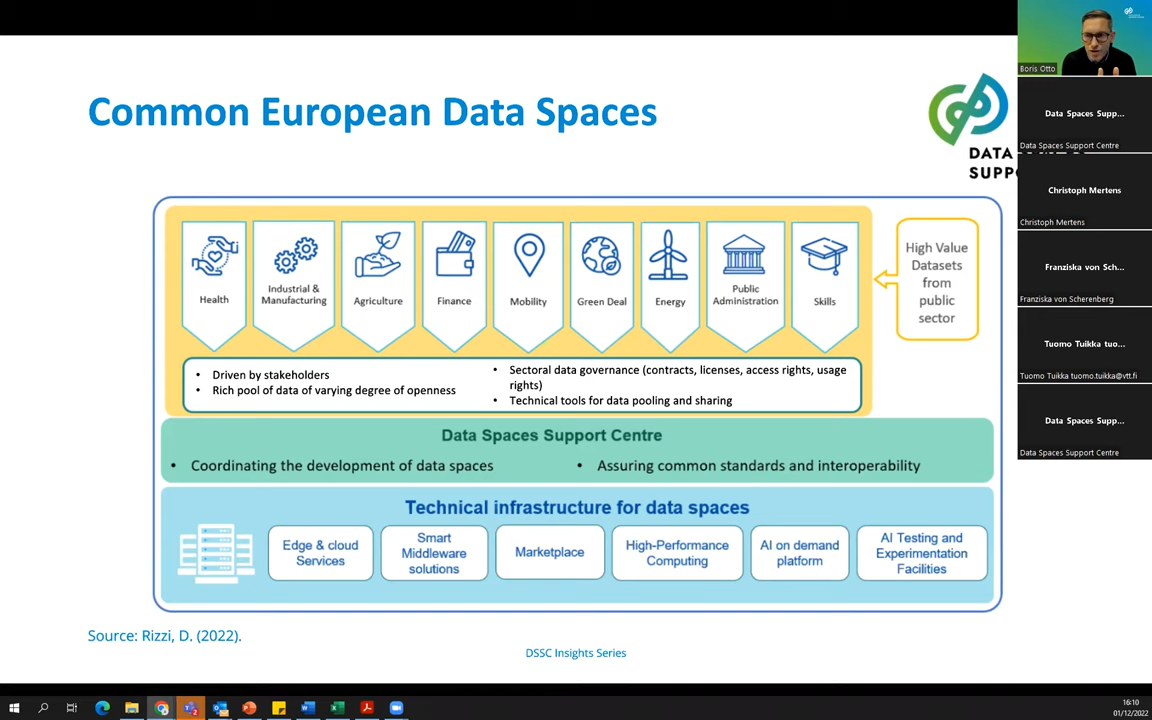 Common European Data Spaces
DATA
SUPP
Health
Industrial &
Manufacturing
Agriculture
Finance
Mobility
Green Deal
Energy
Public
Administration
Skills
High Value
Datasets
from
public
sector
• Driven by stakeholders
• Rich pool of data of varying degree of openness
• Sectoral data governance (contracts, licenses, access rights, usage
rights)
• Technical tools for data pooling and sharing
Data Spaces Support Centre
• Coordinating the development of data spaces
• Assuring common standards and interoperability
Technical infrastructure for data spaces
Edge & cloud
Services
Smart
Middleware
solutions
Marketplace
High-Performance
Computing
AI on demand
platform
AI Testing and
Experimentation
Facilities
Source: Rizzi, D. (2022).
DSSC Insights Series
Boris Otto
Data Spaces Supp...
Data Spaces Support Centre
Christoph Mertens
Christoph Mertens
Franziska von Sch...
Franziska von Scherenberg
Tuomo Tuikka tuo...
Tuomo Tuikka tuomo.tuikka@vtt.fi
Data Spaces Supp...
Data Spaces Support Centre
16:10
01/12/2022